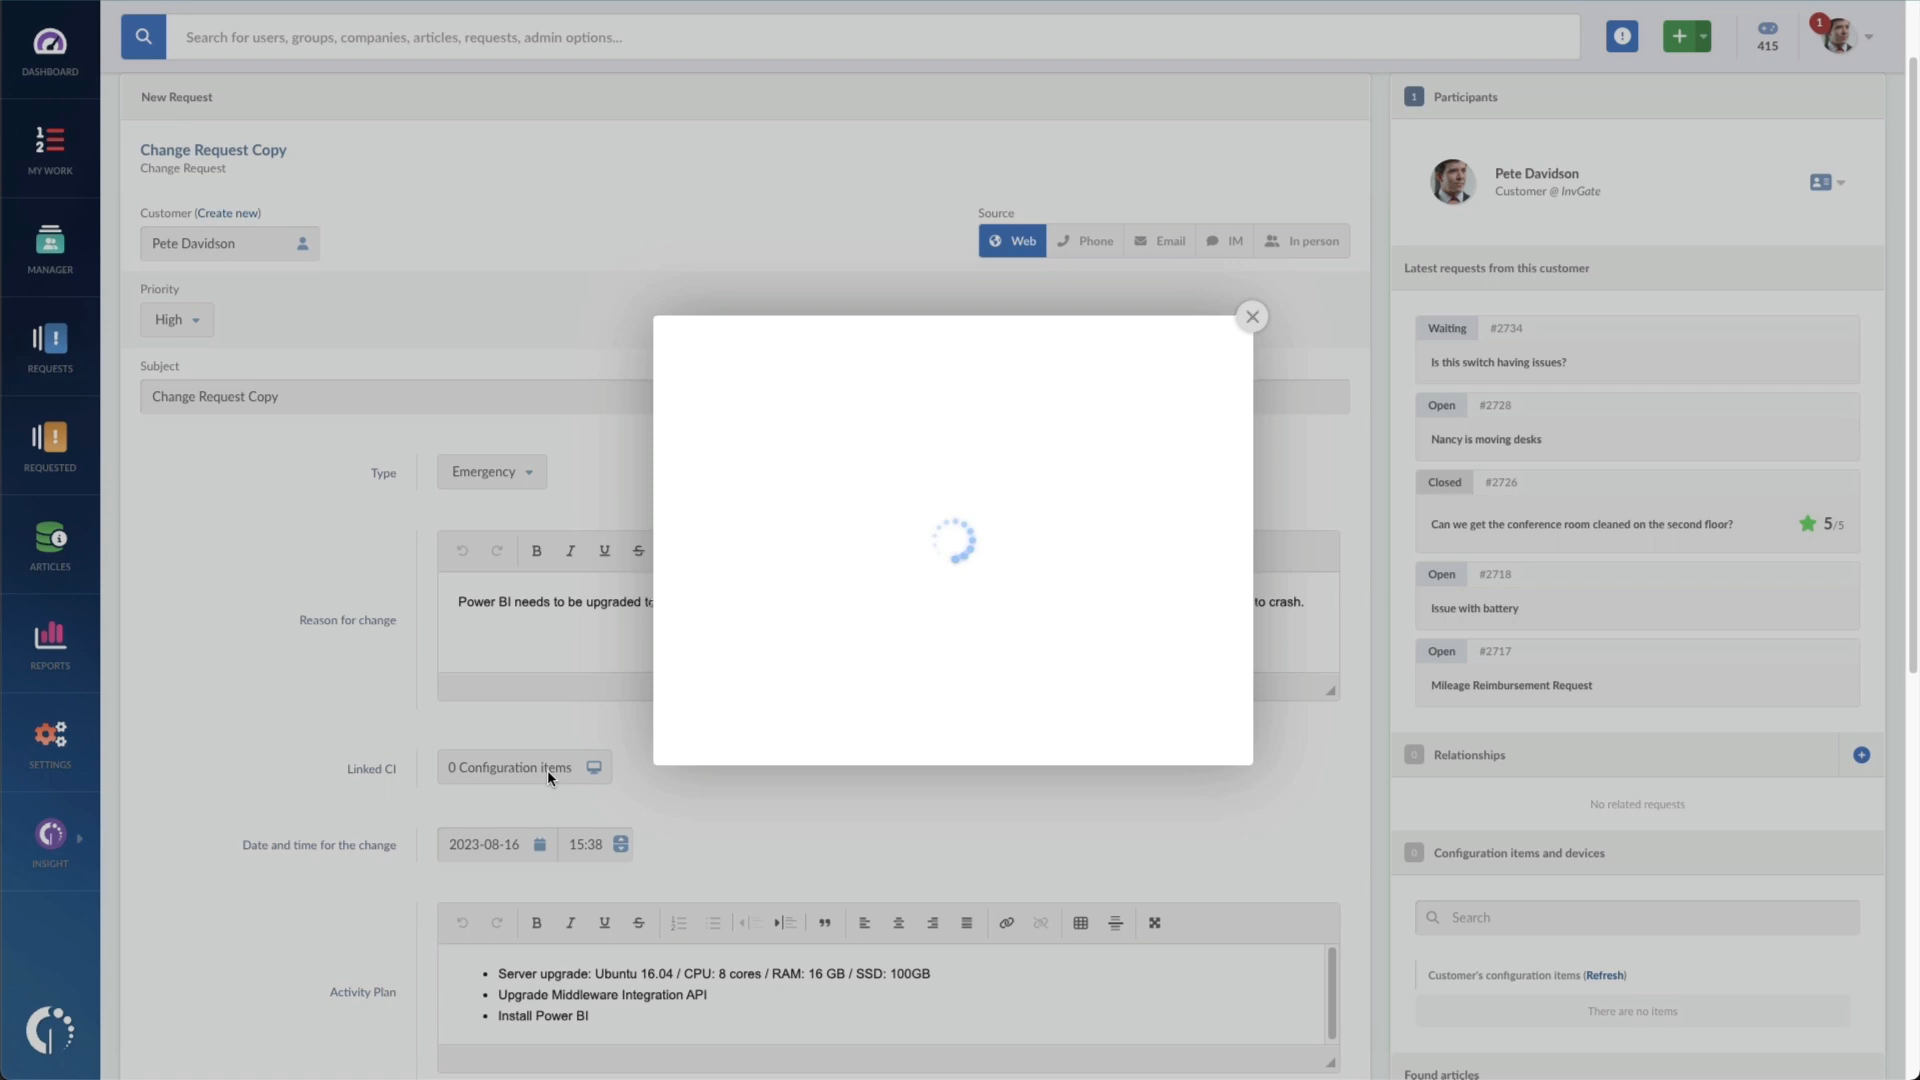 DASHBOARD
1
2
MY WORK
MANAGER
REQUESTS
REQUESTED
ARTICLES
REPORTS
SETTINGS
INSIGHT
Search for users, groups, companies, articles, requests, admin options...
415
1
New Request
Change Request Copy
Change Request
Customer (Create new)
Pete Davidson
Source
Web
Phone
Email
IM
In person
Priority
High
Subject
Change Request Copy
Type
Emergency
B I U S
Reason for change
Power BI needs to be upgraded
to crash.
Linked CI
0 Configuration items
Date and time for the change
2023-08-16
15:38
B I U S
Activity Plan
• Server upgrade: Ubuntu 16.04 / CPU: 8 cores / RAM: 16 GB / SSD: 100GB
• Upgrade Middleware Integration API
• Install Power BI
1 Participants
Pete Davidson
Customer @ InvGate
Latest requests from this customer
Waiting #2734
Is this switch having issues?
Open #2728
Nancy is moving desks
Closed #2726
Can we get the conference room cleaned on the second floor?
5/5
Open #2718
Issue with battery
Open #2717
Mileage Reimbursement Request
0 Relationships
No related requests
0 Configuration items and devices
Search
Customer's configuration items (Refresh)
There are no items
Found articles